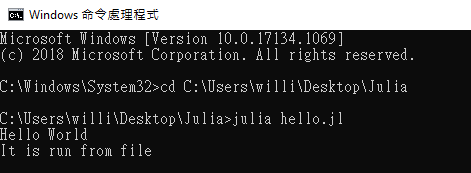 Windows 命令處理程式
Microsoft Windows [Version 10.0.17134.1069]
(c) 2018 Microsoft Corporation. All rights reserved.
C:\Windows\System32>cd C:\Users\willi\Desktop\Julia
C:\Users\willi\Desktop\Julia>julia hello.jl
Hello World
It is run from file